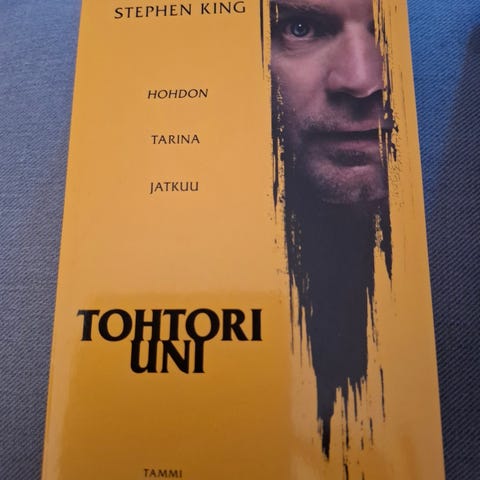 STEPHEN KING
HOHDON
TARINA
JATKUU
TOHTORI
UNI
TAMMI